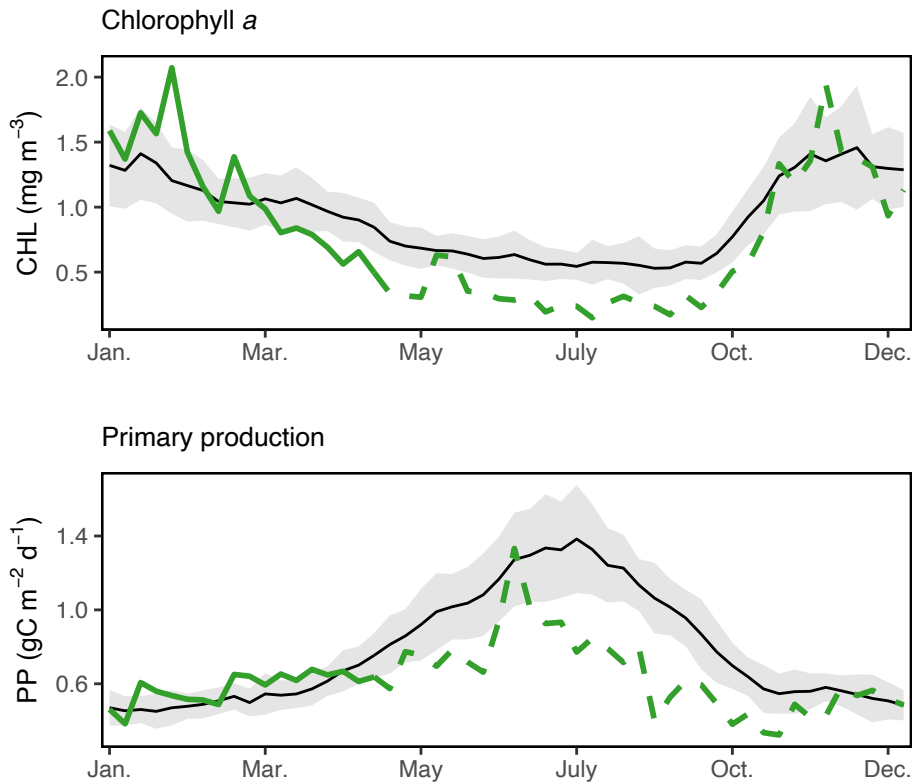 Chlorophyll a
CHL (mg m⁻³)
2.0
1.5
1.0
0.5
Jan. Mar. May July Oct. Dec.
Primary production
PP (gC m⁻² d⁻¹)
1.4
1.0
0.6
Jan. Mar. May July Oct. Dec.